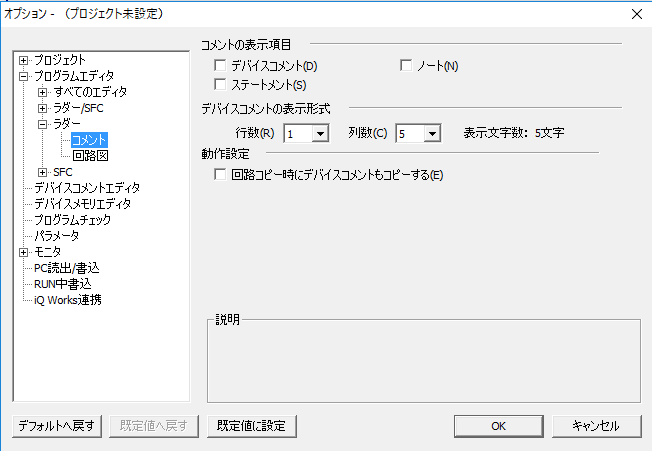 オプション - （プロジェクト未設定）
プロジェクト
プログラムエディタ
すべてのエディタ
ラダー/SFC
ラダー
コメント
回路図
SFC
デバイスコメントエディタ
デバイスメモリエディタ
プログラムチェック
パラメータ
モニタ
PC読出/書込
RUN中書込
iQ Works連携
コメントの表示項目
デバイスコメント(D) ノート(N)
ステートメント(S)
デバイスコメントの表示形式
行数(R) 1 列数(C) 5 表示文字数: 5文字
動作設定
回路コピー時にデバイスコメントもコピーする(E)
説明
デフォルトへ戻す 既定値へ戻す 既定値に設定 OK キャンセル